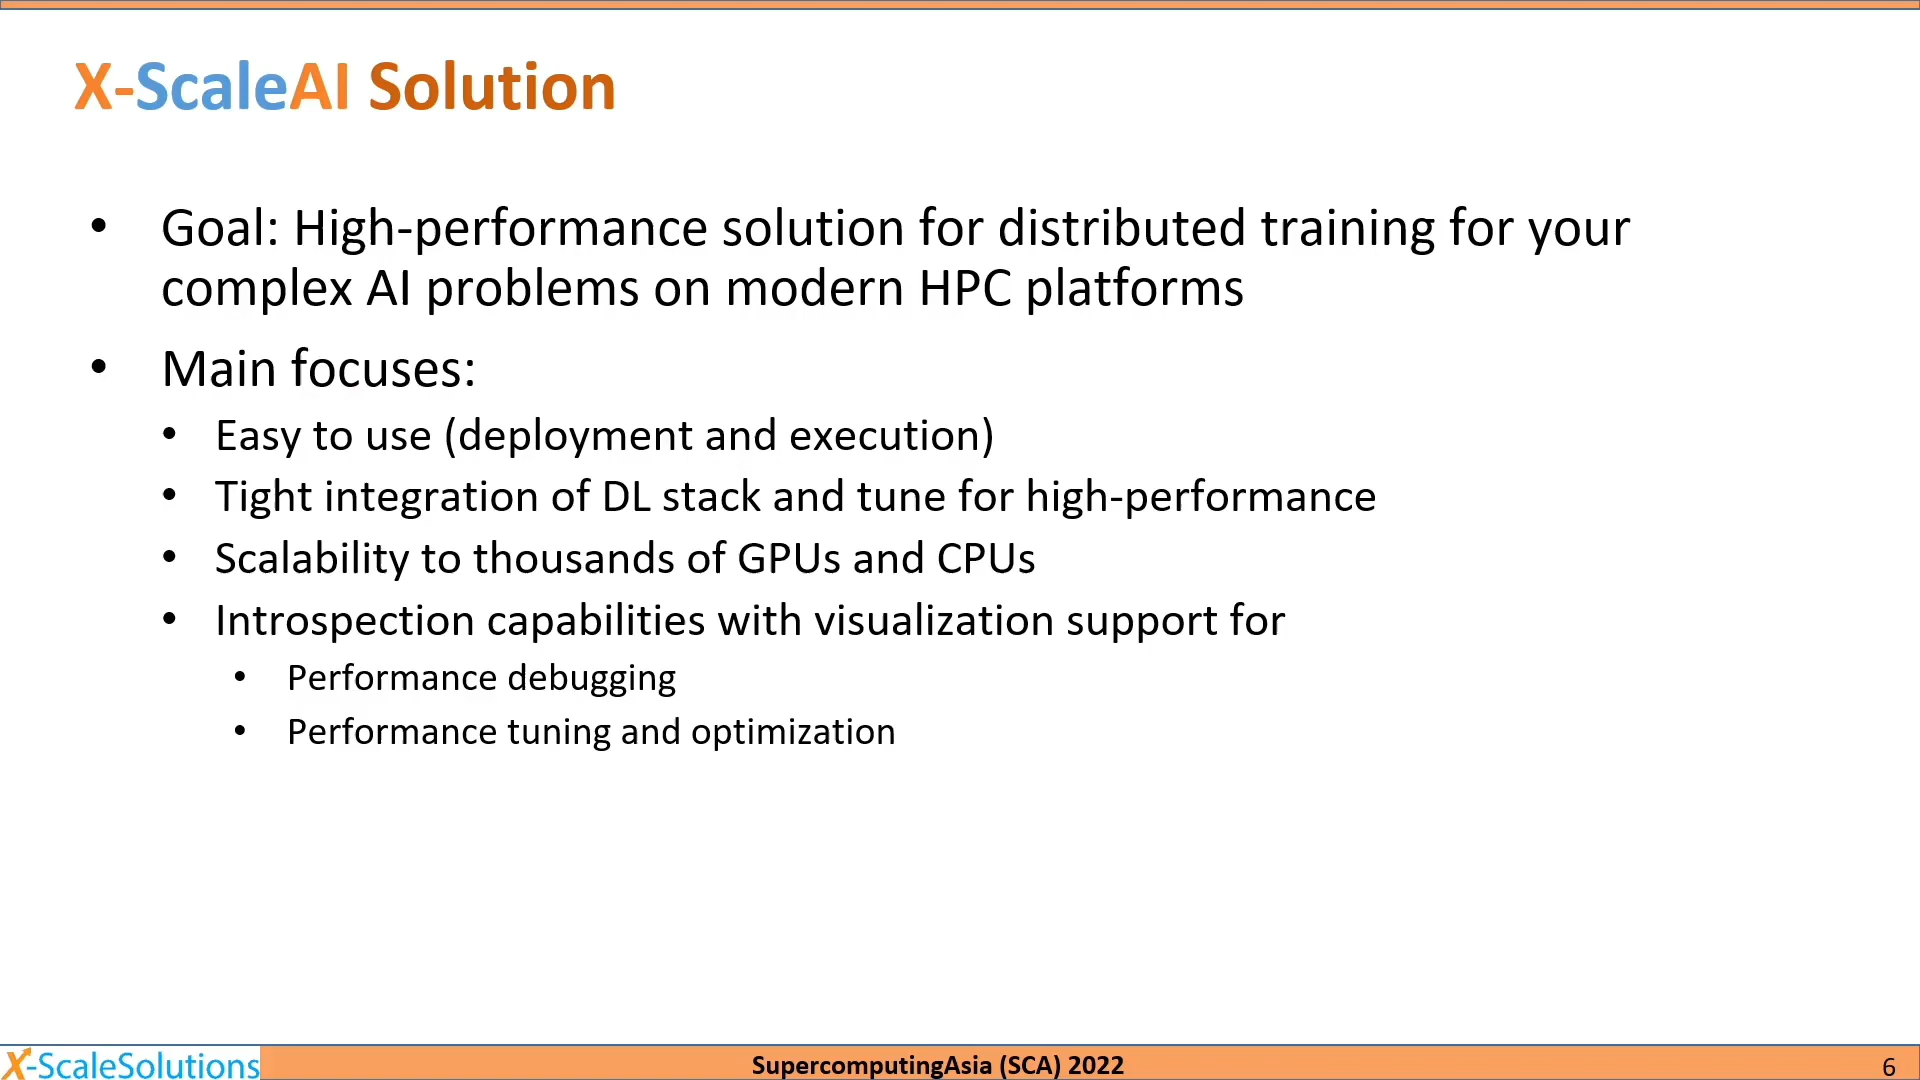 X-ScaleAI Solution
• Goal: High-performance solution for distributed training for your
complex AI problems on modern HPC platforms
• Main focuses:
• Easy to use (deployment and execution)
• Tight integration of DL stack and tune for high-performance
• Scalability to thousands of GPUs and CPUs
• Introspection capabilities with visualization support for
• Performance debugging
• Performance tuning and optimization
X-ScaleSolutions
SupercomputingAsia (SCA) 2022
6